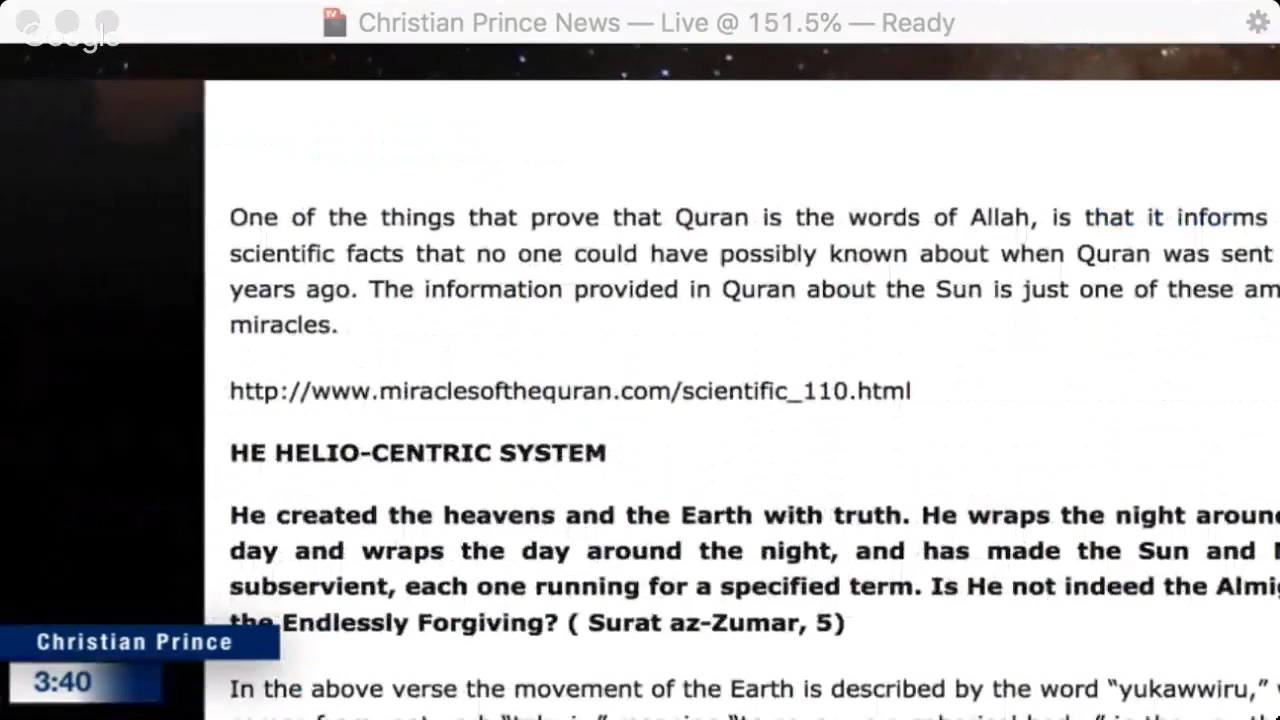 Christian Prince News — Live @ 151.5% — Ready
Google
One of the things that prove that Quran is the words of Allah, is that it informs
scientific facts that no one could have possibly known about when Quran was sent
years ago. The information provided in Quran about the Sun is just one of these am
miracles.
http://www.miraclesofthequran.com/scientific_110.html
HE HELIO-CENTRIC SYSTEM
He created the heavens and the Earth with truth. He wraps the night around
day and wraps the day around the night, and has made the Sun and
subservient, each one running for a specified term. Is He not indeed the Almig
the Endlessly Forgiving? ( Surat az-Zumar, 5)
Christian Prince
3:40
In the above verse the movement of the Earth is described by the word “yukawwiru,”